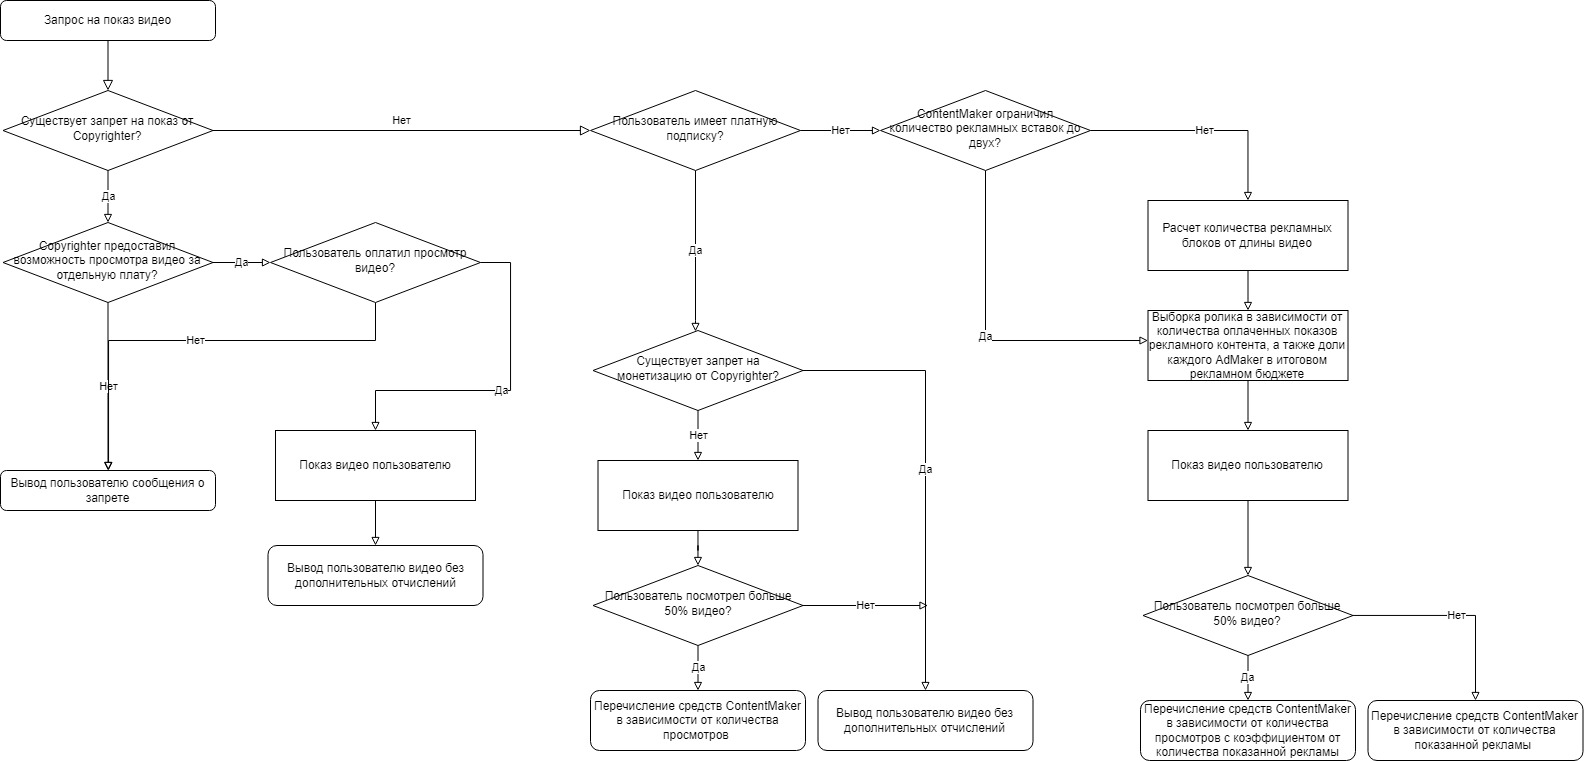 Запрос на показ видео
Существует запрет на показ от
Copyrighter?
Нет
Пользователь имеет платную
подписку?
Нет
ContentMaker ограничил
количество рекламных вставок до
двух?
Нет
Да
Copyrighter предоставил
возможность просмотра видео за
отдельную плату?
Да
Пользователь оплатил просмотр
видео?
Да
Расчет количества рекламных
блоков от длины видео
Нет
Да
Выборка ролика в зависимости от
количества оплаченных показов
рекламного контента, а также доли
каждого AdMaker в итоговом
рекламном бюджете
Существует запрет на
монетизацию от Copyrighter?
Нет
Да
Нет
Да
Показ видео пользователю
Показ видео пользователю
Показ видео пользователю
Вывод пользователю сообщения о
запрете
Вывод пользователю видео без
дополнительных отчислений
Пользователь посмотрел больше
50% видео?
Нет
Да
Пользователь посмотрел больше
50% видео?
Нет
Да
Перечисление средств ContentMaker
в зависимости от количества
просмотров
Вывод пользователю видео без
дополнительных отчислений
Перечисление средств ContentMaker
в зависимости от количества
просмотров с коэффициентом от
количества показанной рекламы
Перечисление средств ContentMaker
в зависимости от количества
показанной рекламы